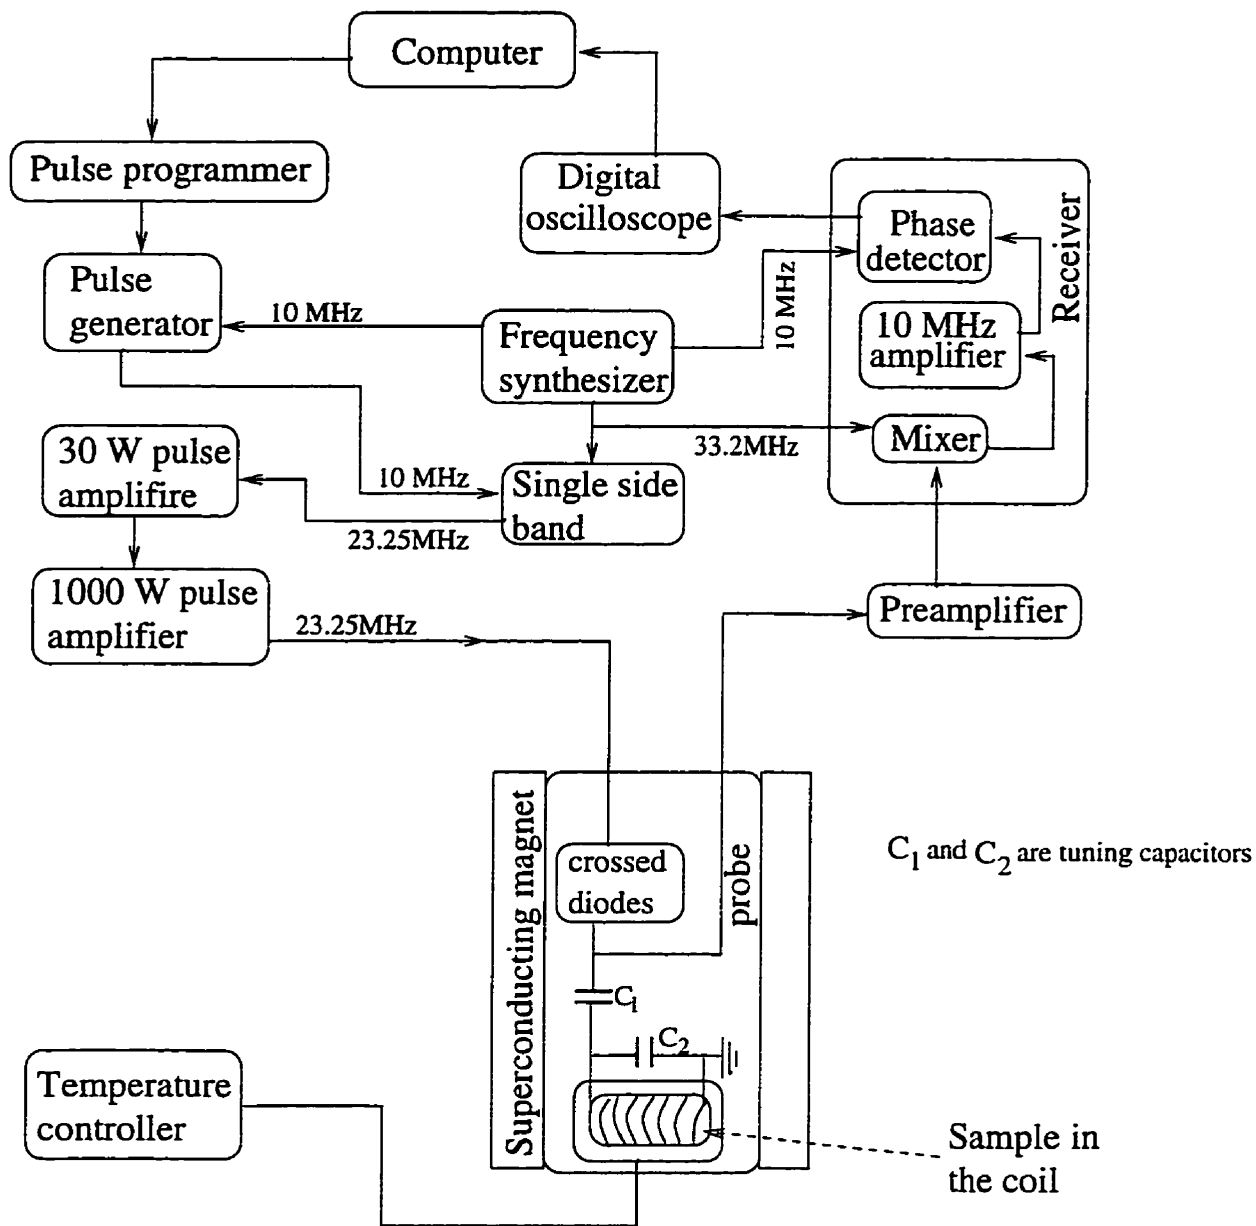 Computer
Pulse programmer
Digital
oscilloscope
Phase
detector
Receiver
Pulse
generator
10 MHz
Frequency
synthesizer
10 MHz
10 MHz
amplifier
33.2MHz
Mixer
30 W pulse
amplifire
10 MHz
Single side
band
23.25MHz
1000 W pulse
amplifier
23.25MHz
Preamplifier
Superconducting magnet
crossed
diodes
probe
C₁ and C₂ are tuning capacitors
C₁
C₂
Temperature
controller
Sample in
the coil